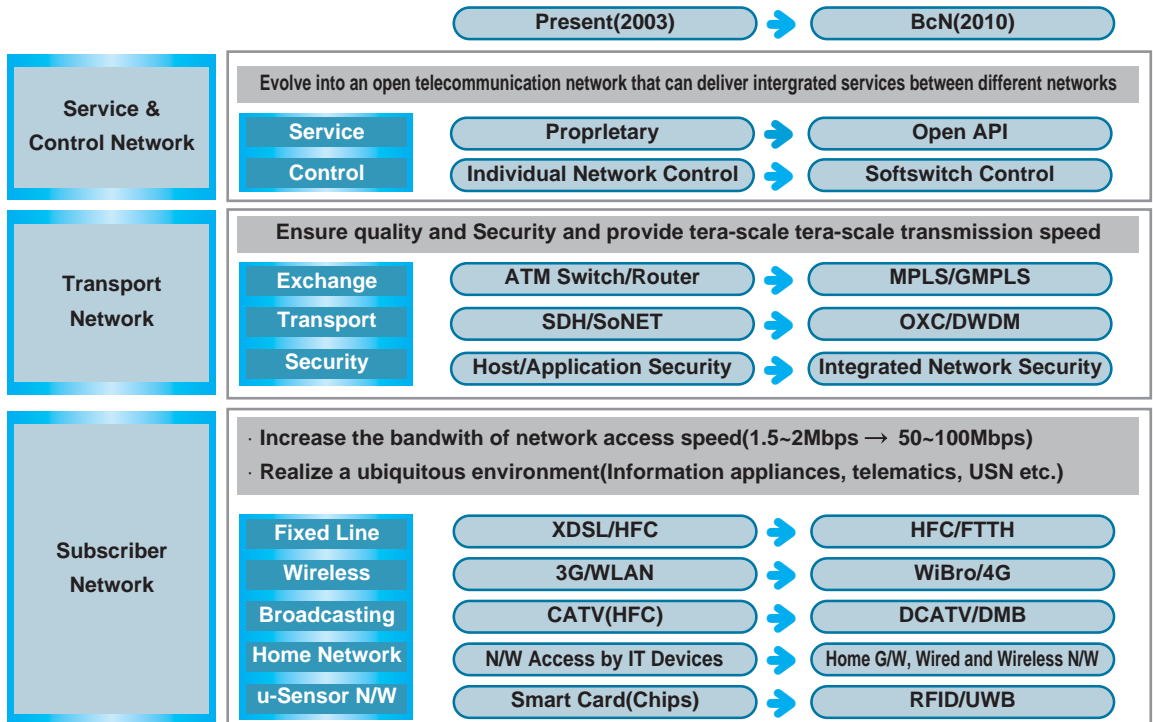 Present(2003) BcN(2010)
Service &
Control Network
Evolve into an open telecommunication network that can deliver intergrated services between different networks
Service Proprletary Open API
Control Individual Network Control Softswitch Control
Transport
Network
Ensure quality and Security and provide tera-scale tera-scale transmission speed
Exchange ATM Switch/Router MPLS/GMPLS
Transport SDH/SoNET OXC/DWDM
Security Host/Application Security Integrated Network Security
Subscriber
Network
· Increase the bandwith of network access speed(1.5~2Mbps → 50~100Mbps)
· Realize a ubiquitous environment(Information appliances, telematics, USN etc.)
Fixed Line XDSL/HFC HFC/FTTH
Wireless 3G/WLAN WiBro/4G
Broadcasting CATV(HFC) DCATV/DMB
Home Network N/W Access by IT Devices Home G/W, Wired and Wireless N/W
u-Sensor N/W Smart Card(Chips) RFID/UWB